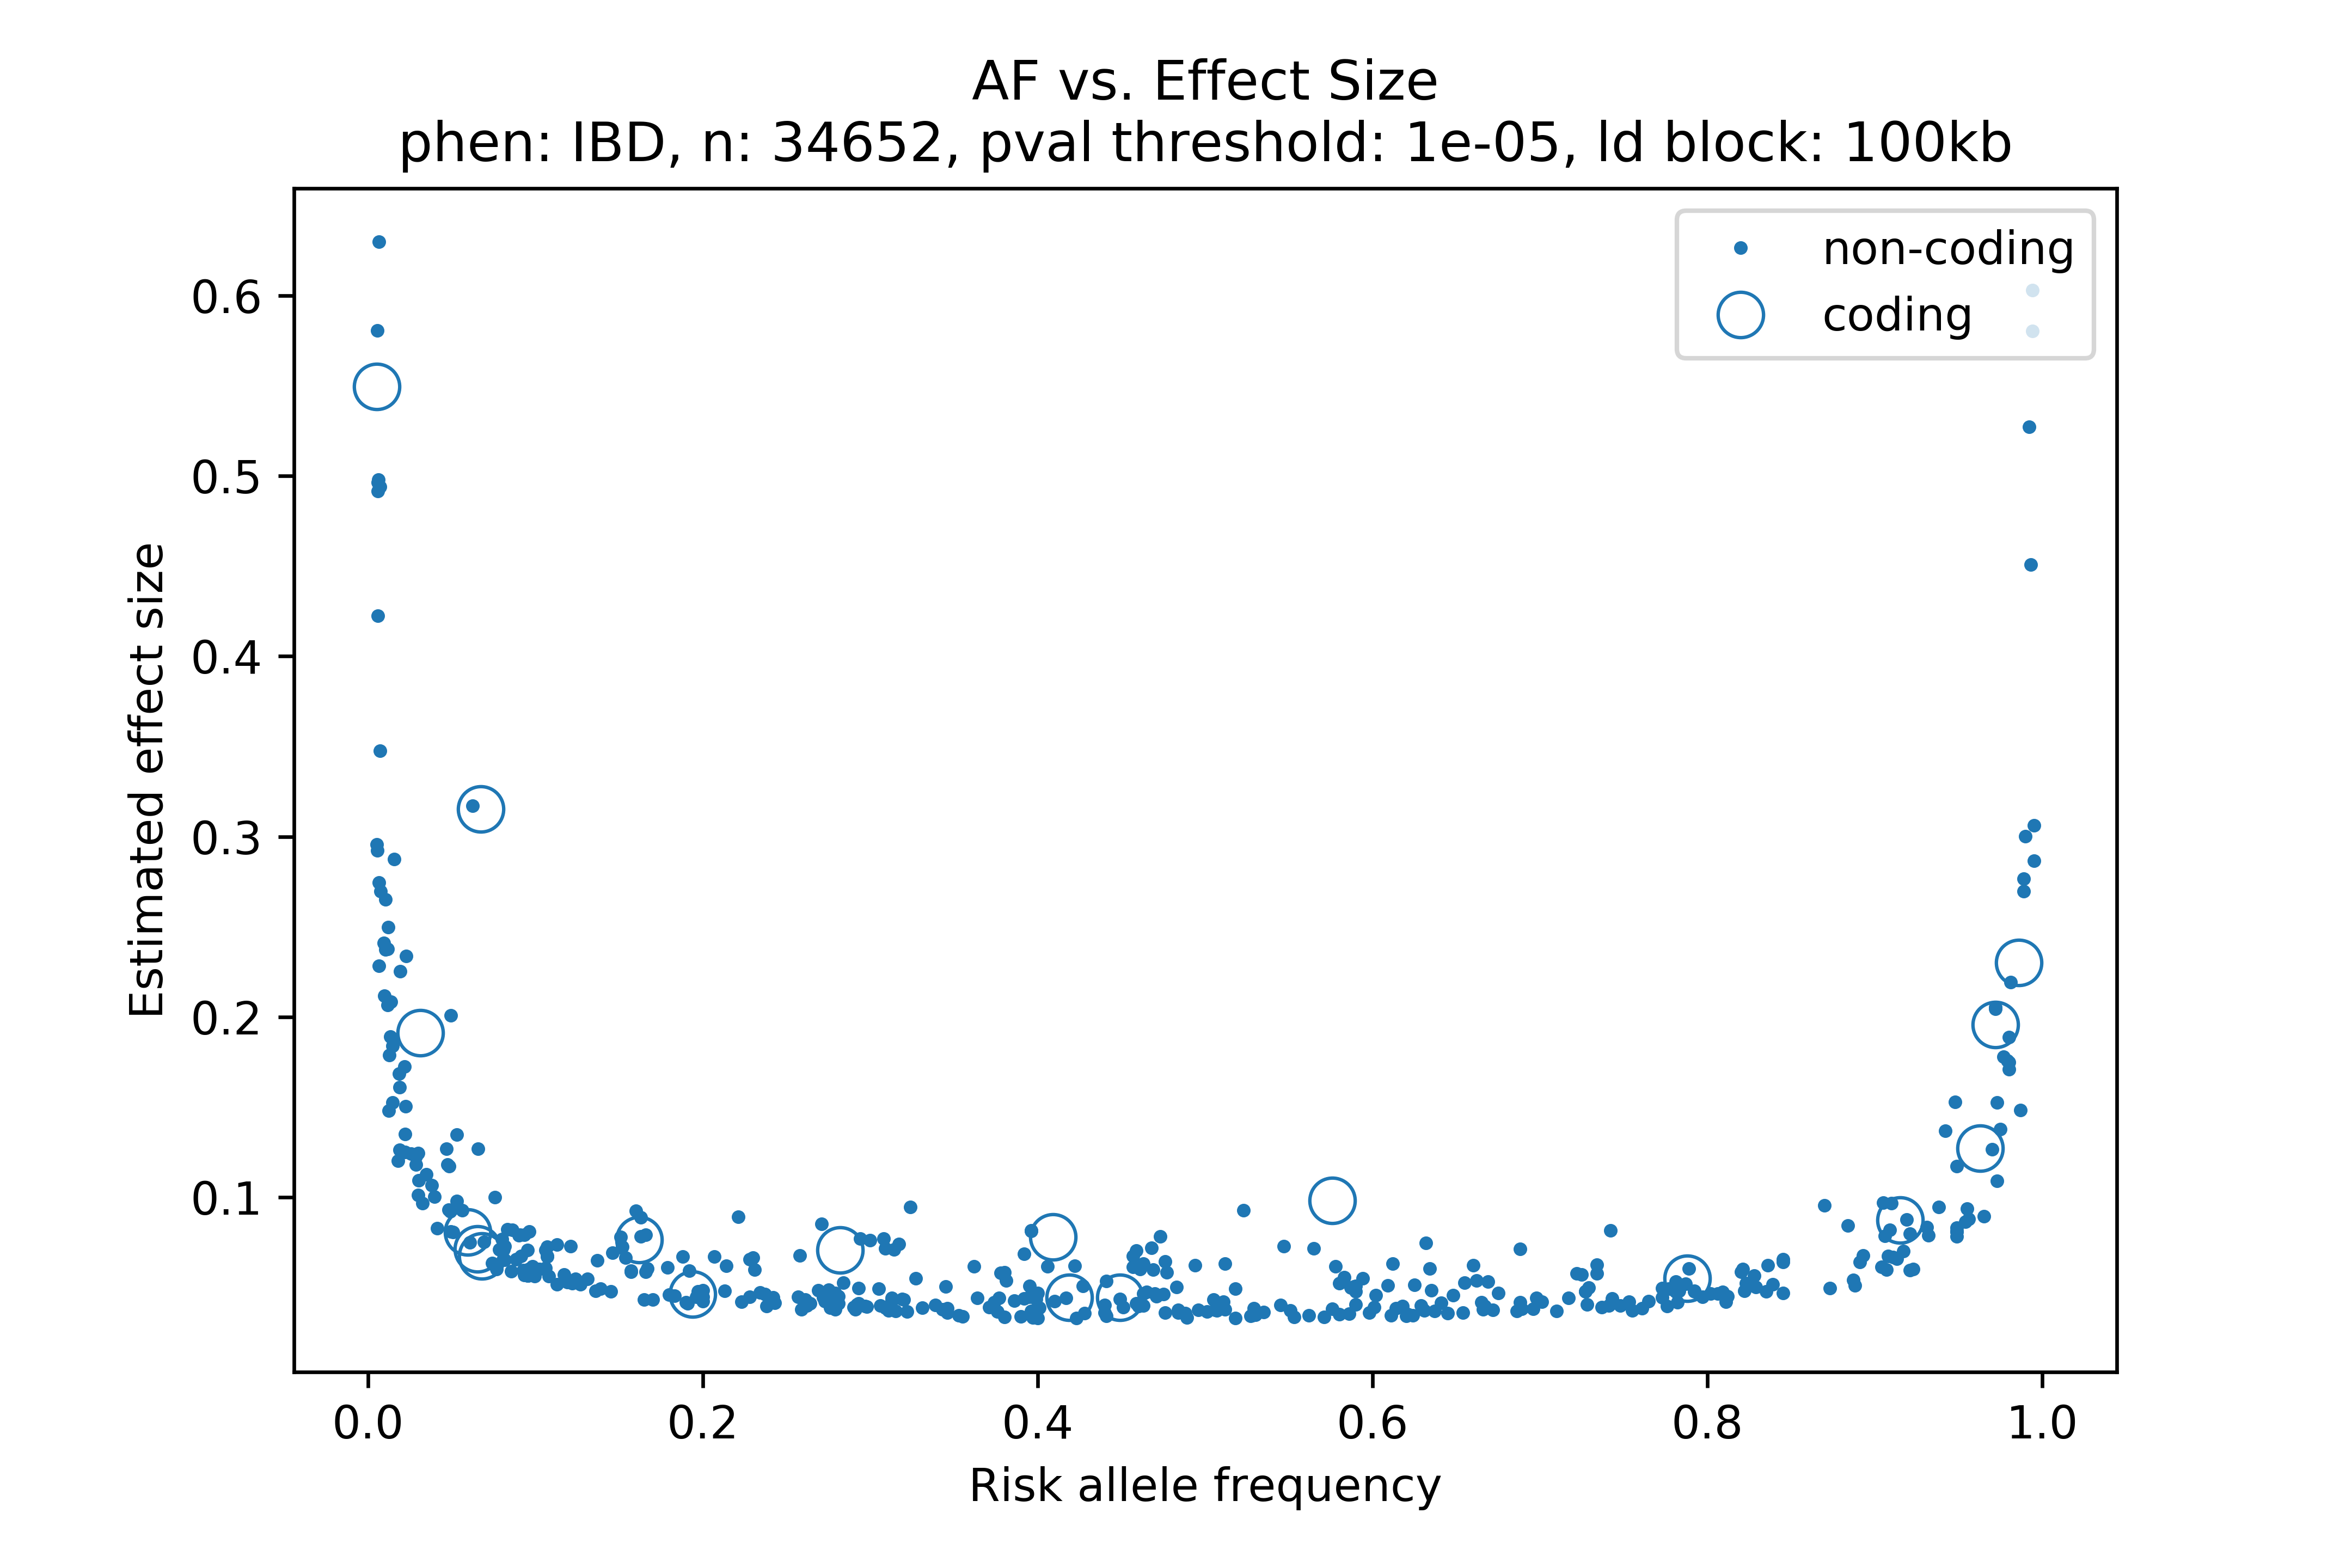 AF vs. Effect Size
phen: IBD, n: 34652, pval threshold: 1e-05, ld block: 100kb
non-coding
coding
0.6
0.5
0.4
0.3
0.2
0.1
Estimated effect size
0.0 0.2 0.4 0.6 0.8 1.0
Risk allele frequency